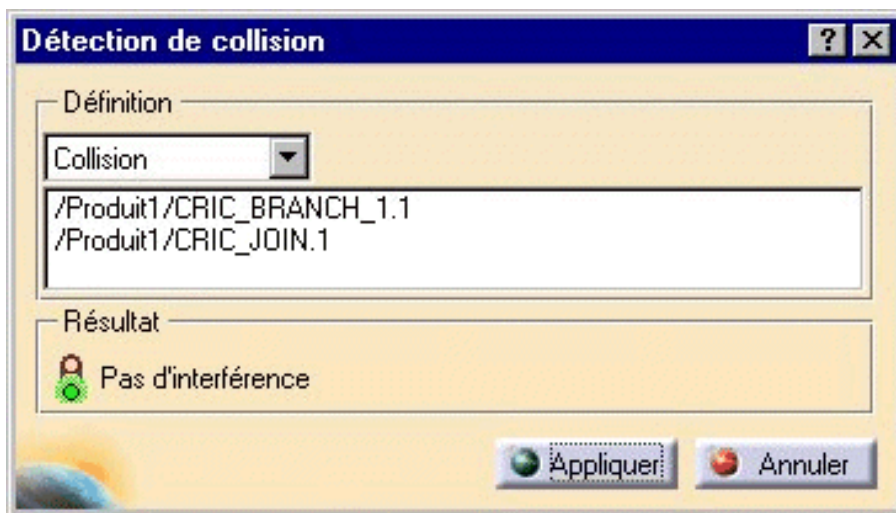 Détection de collision
Définition
Collision
/Produit1/CRIC_BRANCH_1.1
/Produit1/CRIC_JOIN.1
Résultat
Pas d'interférence
Appliquer
Annuler